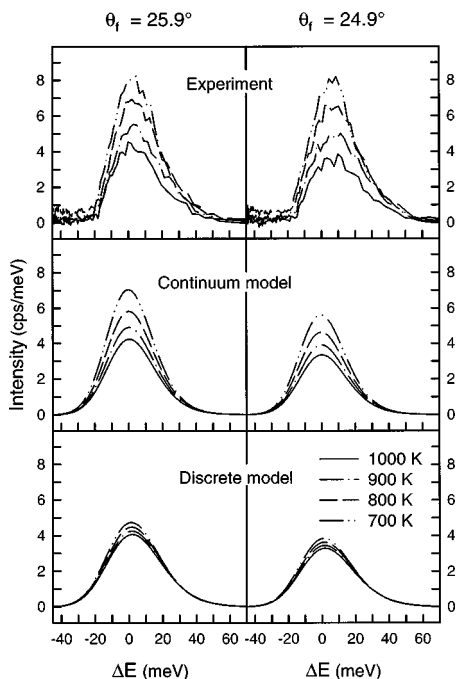 θf = 25.9° θf = 24.9°
Experiment
8 8
6 6
4 4
2 2
0 0
Continuum model
8 8
6 6
4 4
2 2
0 0
Intensity (cps/meV)
Discrete model
1000 K
900 K
800 K
700 K
8 8
6 6
4 4
2 2
0 0
-40 -20 0 20 40 60 -40 -20 0 20 40 60
ΔE (meV) ΔE (meV)